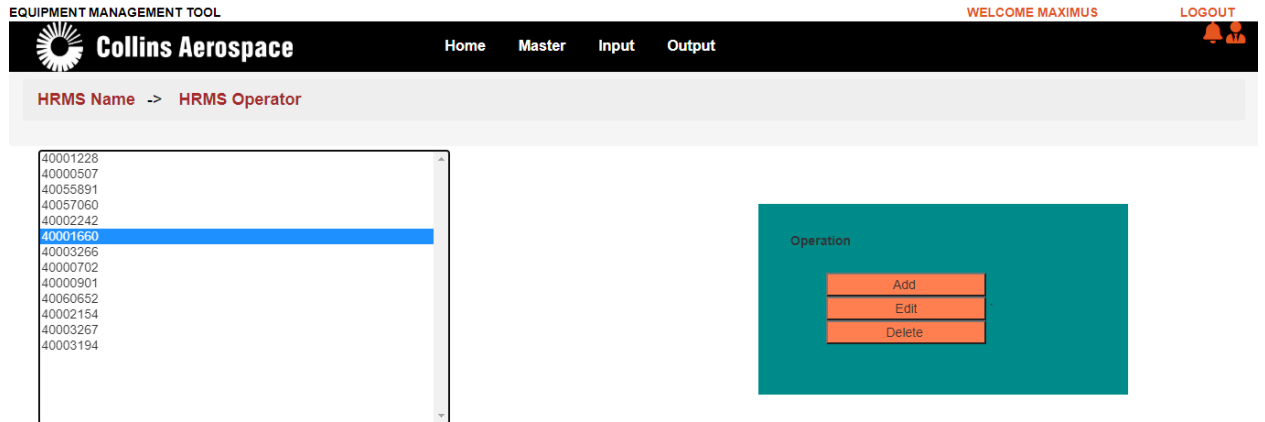 EQUIPMENT MANAGEMENT TOOL WELCOME MAXIMUS LOGOUT
Collins Aerospace Home Master Input Output
HRMS Name -> HRMS Operator
40001228
40000507
40055891
40057060
40002242
40001660
40003266
40000702
40000901
40060652
40002154
40003267
40003194
Operation
Add
Edit
Delete